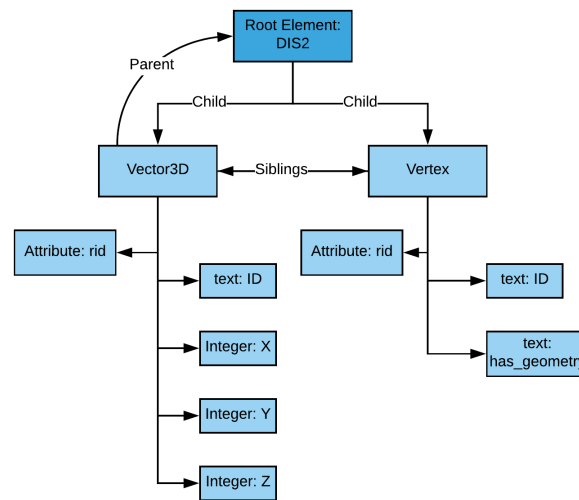 Root Element:
DIS2
Parent
Child
Child
Vector3D
Siblings
Vertex
Attribute: rid
Attribute: rid
text: ID
text: ID
Integer: X
text:
has_geometry
Integer: Y
Integer: Z